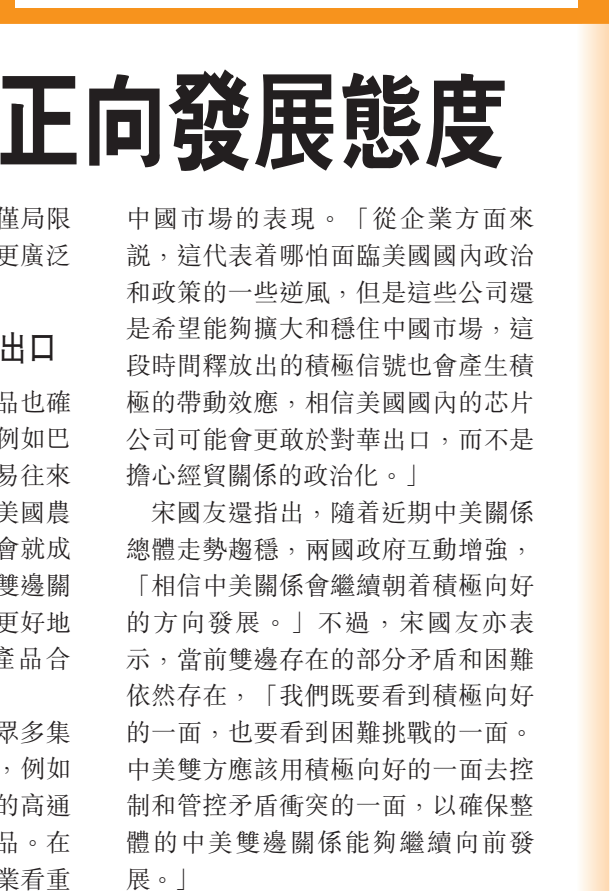 正向發展態度
僅局限
更廣泛
出口
品也確
例如巴
易往來
美國農
會就成
雙邊關
更好地
產品合
眾多集
，例如
的高通
品。在
業看重
中國市場的表現。「從企業方面來
説，這代表着哪怕面臨美國國內政治
和政策的一些逆風，但是這些公司還
是希望能夠擴大和穩住中國市場，這
段時間釋放出的積極信號也會產生積
極的帶動效應，相信美國國內的芯片
公司可能會更敢於對華出口，而不是
擔心經貿關係的政治化。」
宋國友還指出，隨着近期中美關係
總體走勢趨穩，兩國政府互動增強，
「相信中美關係會繼續朝着積極向好
的方向發展。」不過，宋國友亦表
示，當前雙邊存在的部分矛盾和困難
依然存在，「我們既要看到積極向好
的一面，也要看到困難挑戰的一面。
中美雙方應該用積極向好的一面去控
制和管控矛盾衝突的一面，以確保整
體的中美雙邊關係能夠繼續向前發
展。」